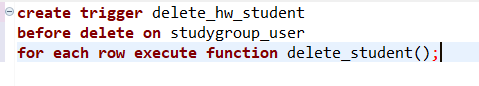 create trigger delete_hw_student
before delete on studygroup_user
for each row execute function delete_student();